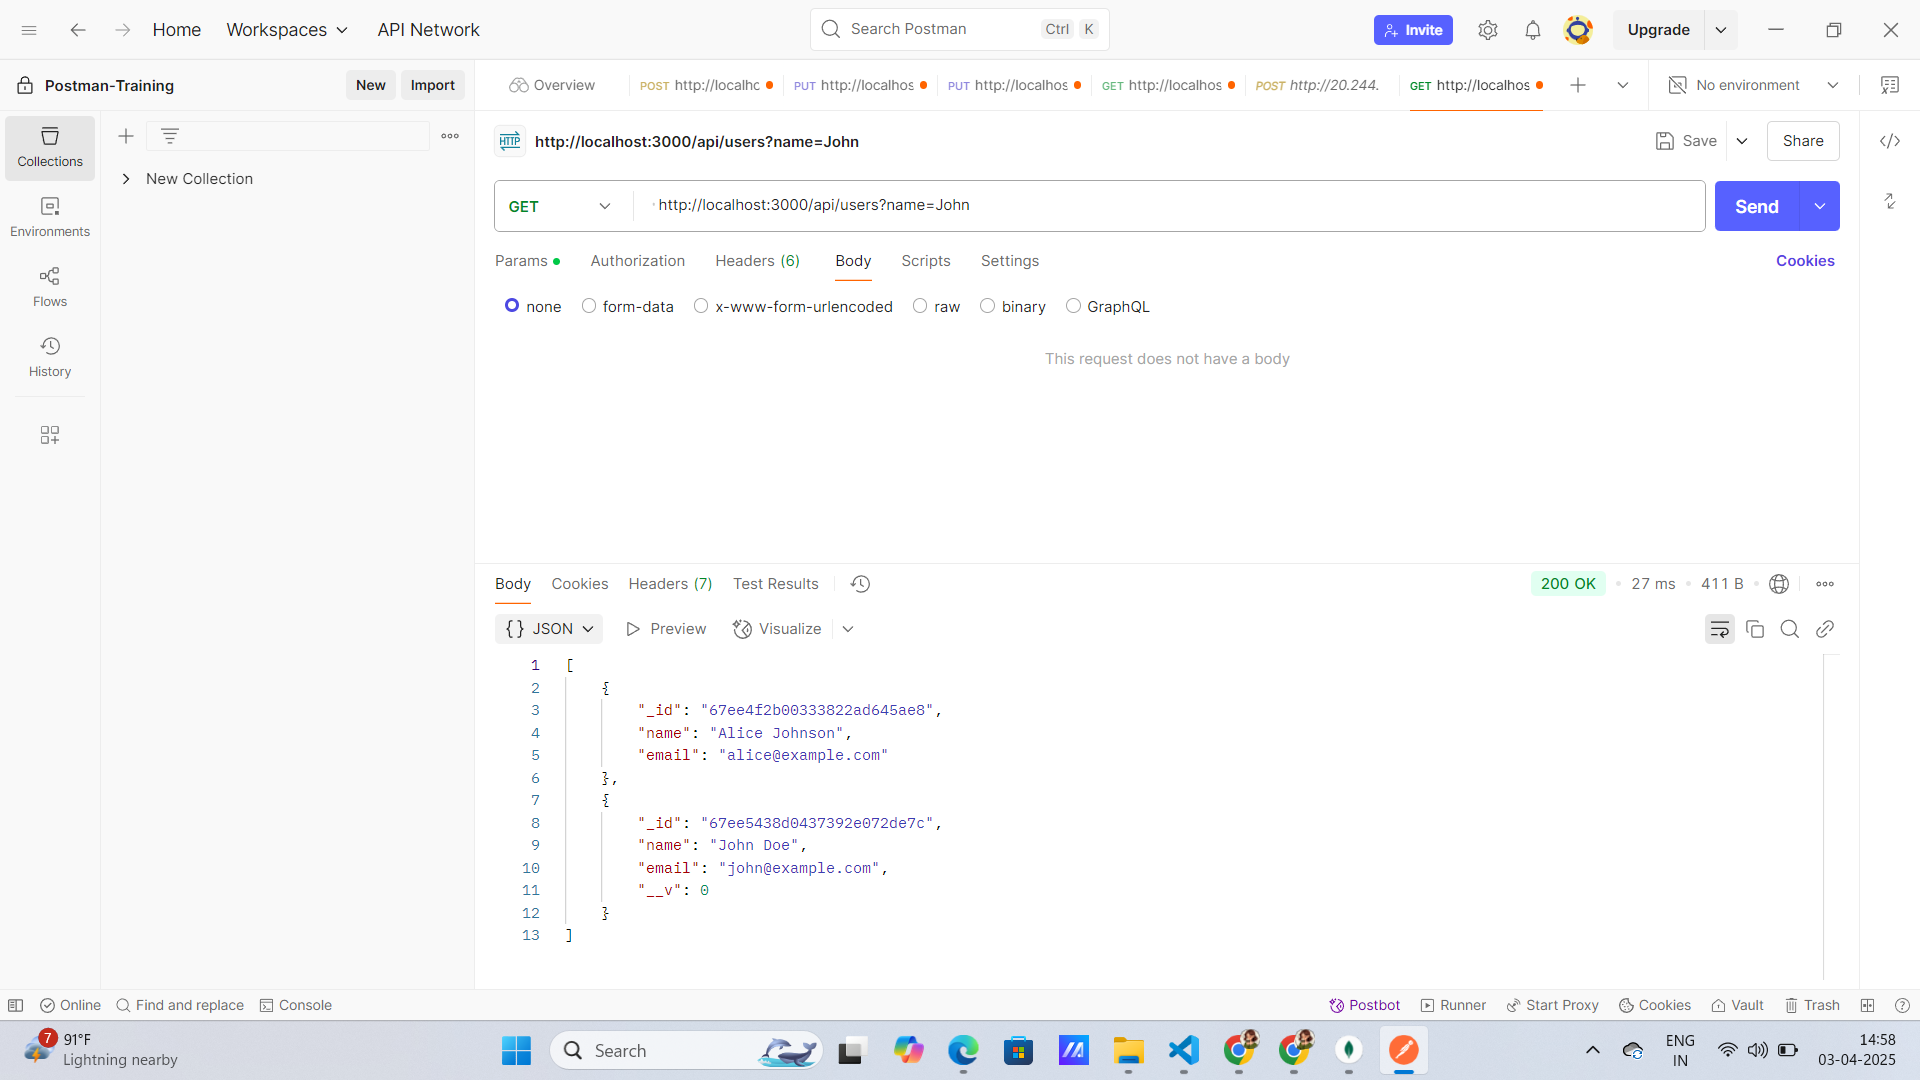 Home
Workspaces
API Network
Search Postman
Ctrl
K
Invite
Upgrade
Postman-Training
New
Import
Overview
POST http://localhc
PUT http://localhos
PUT http://localhos
GET http://localhos
POST http://20.244.
GET http://localhos
No environment
Collections
Environments
Flows
History
New Collection
HTTP
http://localhost:3000/api/users?name=John
Save
Share
GET
http://localhost:3000/api/users?name=John
Send
Params
Authorization
Headers (6)
Body
Scripts
Settings
Cookies
none
form-data
x-www-form-urlencoded
raw
binary
GraphQL
This request does not have a body
Body
Cookies
Headers (7)
Test Results
200 OK
27 ms
411 B
{} JSON
Preview
Visualize
1 [
2 {
3 "_id": "67ee4f2b00333822ad645ae8",
4 "name": "Alice Johnson",
5 "email": "alice@example.com"
6 },
7 {
8 "_id": "67ee5438d0437392e072de7c",
9 "name": "John Doe",
10 "email": "john@example.com",
11 "__v": 0
12 }
13 ]
Online
Find and replace
Console
Postbot
Runner
Start Proxy
Cookies
Vault
Trash
7
91°F
Lightning nearby
Search
ENG
IN
14:58
03-04-2025